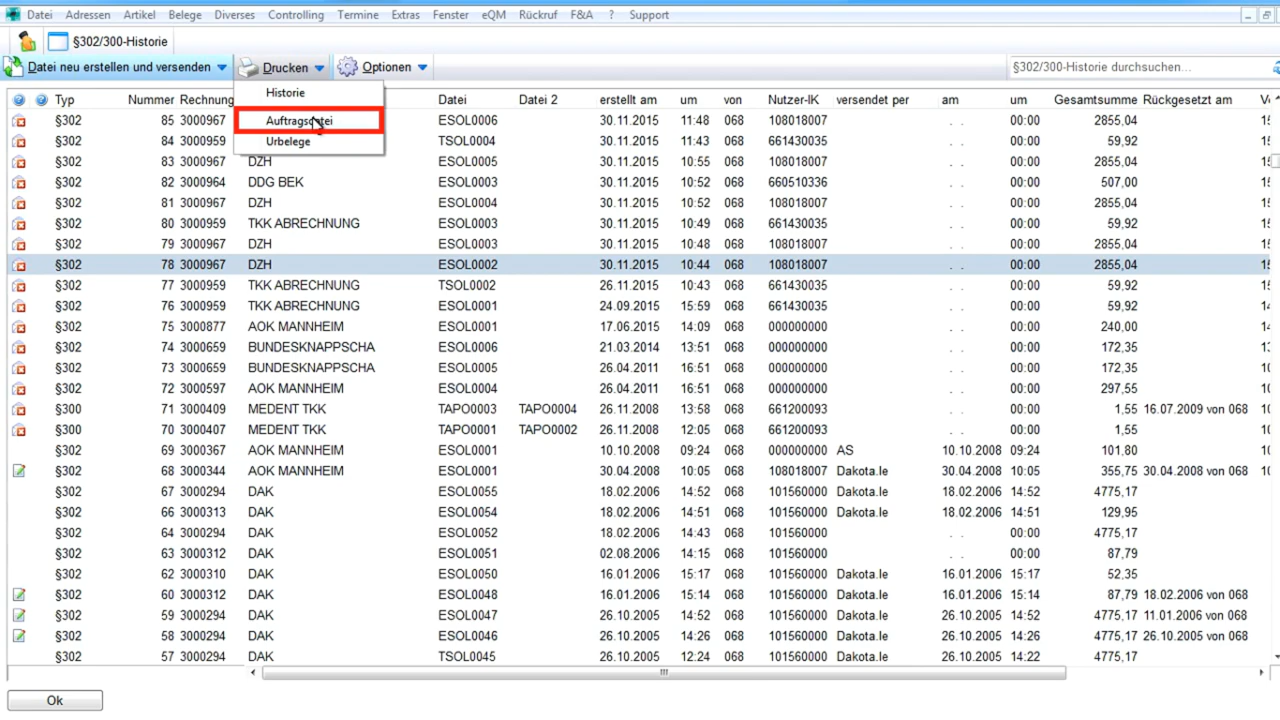 Datei Adressen Artikel Belege Diverses Controlling Termine Extras Fenster eQM Rückruf F&A ? Support
§302/300-Historie
Datei neu erstellen und versenden Drucken Optionen §302/300-Historie durchsuchen...
Historie
Auftragsdatei
Urbelege
Typ Nummer Rechnung Datei Datei 2 erstellt am um von Nutzer-IK versendet per am um Gesamtsumme Rückgesetzt am
§302 85 3000967 ESOL0006 30.11.2015 11:48 068 108018007 . . 00:00 2855,04
§302 84 3000959 TSOL0004 30.11.2015 11:43 068 661430035 . . 00:00 59,92
§302 83 3000967 DZH ESOL0005 30.11.2015 10:55 068 108018007 . . 00:00 2855,04
§302 82 3000964 DDG BEK ESOL0003 30.11.2015 10:52 068 660510336 . . 00:00 507,00
§302 81 3000967 DZH ESOL0004 30.11.2015 10:52 068 108018007 . . 00:00 2855,04
§302 80 3000959 TKK ABRECHNUNG ESOL0003 30.11.2015 10:49 068 661430035 . . 00:00 59,92
§302 79 3000967 DZH ESOL0003 30.11.2015 10:48 068 108018007 . . 00:00 2855,04
§302 78 3000967 DZH ESOL0002 30.11.2015 10:44 068 108018007 . . 00:00 2855,04
§302 77 3000959 TKK ABRECHNUNG TSOL0002 26.11.2015 10:43 068 661430035 . . 00:00 59,92
§302 76 3000959 TKK ABRECHNUNG ESOL0001 24.09.2015 15:59 068 661430035 . . 00:00 59,92
§302 75 3000877 AOK MANNHEIM ESOL0001 17.06.2015 14:09 068 000000000 . . 00:00 240,00
§302 74 3000659 BUNDESKNAPPSCHA ESOL0006 21.03.2014 13:51 068 000000000 . . 00:00 172,35
§302 73 3000659 BUNDESKNAPPSCHA ESOL0005 26.04.2011 16:51 068 000000000 . . 00:00 172,35
§302 72 3000597 AOK MANNHEIM ESOL0004 26.04.2011 16:51 068 000000000 . . 00:00 297,55
§300 71 3000409 MEDENT TKK TAPO0003 TAPO0004 26.11.2008 13:58 068 661200093 . . 00:00 1,55 16.07.2009 von 068
§300 70 3000407 MEDENT TKK TAPO0001 TAPO0002 26.11.2008 12:05 068 661200093 . . 00:00 1,55
§302 69 3000367 AOK MANNHEIM ESOL0001 10.10.2008 09:24 068 000000000 AS 10.10.2008 09:24 101,80
§302 68 3000344 AOK MANNHEIM ESOL0001 30.04.2008 10:05 068 108018007 Dakota.le 30.04.2008 10:05 355,75 30.04.2008 von 068
§302 67 3000294 DAK ESOL0055 18.02.2006 14:52 068 101560000 Dakota.le 18.02.2006 14:52 4775,17
§302 66 3000313 DAK ESOL0054 18.02.2006 14:51 068 101560000 Dakota.le 18.02.2006 14:51 129,95
§302 64 3000294 DAK ESOL0052 18.02.2006 14:43 068 101560000 . . 00:00 4775,17
§302 63 3000312 DAK ESOL0051 02.08.2006 14:15 068 101560000 . . 00:00 87,79
§302 62 3000310 DAK ESOL0050 16.01.2006 15:17 068 101560000 Dakota.le 16.01.2006 15:17 52,35
§302 60 3000312 DAK ESOL0048 16.01.2006 15:14 068 101560000 Dakota.le 16.01.2006 15:14 87,79 18.02.2006 von 068
§302 59 3000294 DAK ESOL0047 26.10.2005 14:52 068 101560000 Dakota.le 26.10.2005 14:52 4775,17 11.01.2006 von 068
§302 58 3000294 DAK ESOL0046 26.10.2005 14:26 068 101560000 Dakota.le 26.10.2005 14:26 4775,17 26.10.2005 von 068
§302 57 3000294 DAK TSOL0045 26.10.2005 12:24 068 101560000 Dakota.le 26.10.2005 14:22 4775,17
Ok